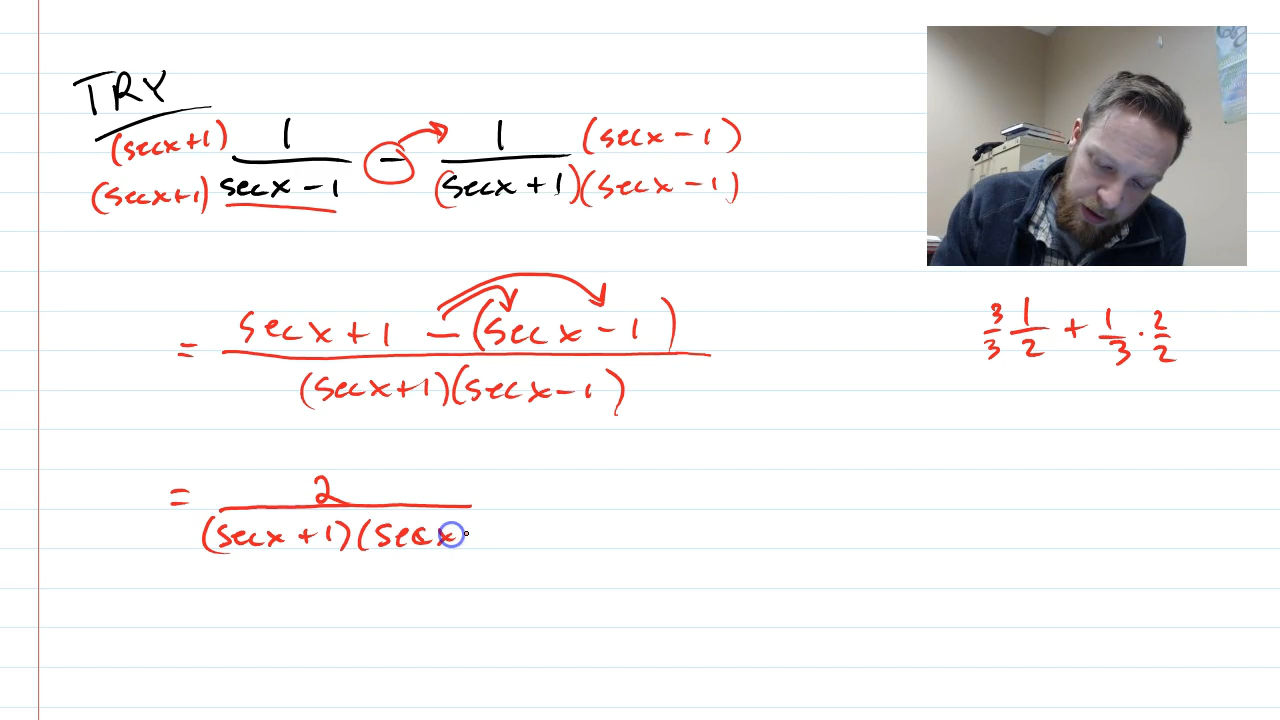 TRY
(secx+1) 1 − 1 (secx − 1)
(secx+1) secx − 1 (secx + 1)(secx − 1)
= secx + 1 − (secx − 1)
(secx+1)(secx − 1)
3 1 + 1 · 2
3 2 3 2
= 2
(secx + 1)(secx